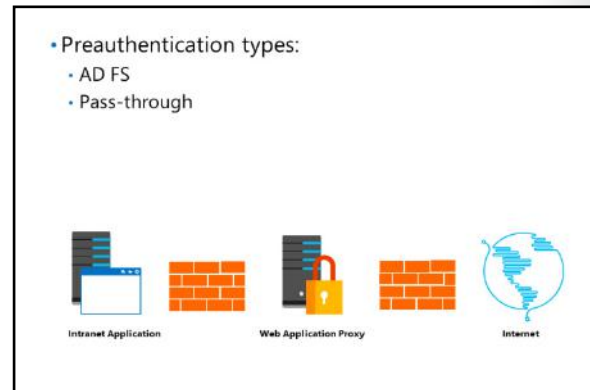 • Preauthentication types:
• AD FS
• Pass-through
Intranet Application
Web Application Proxy
Internet